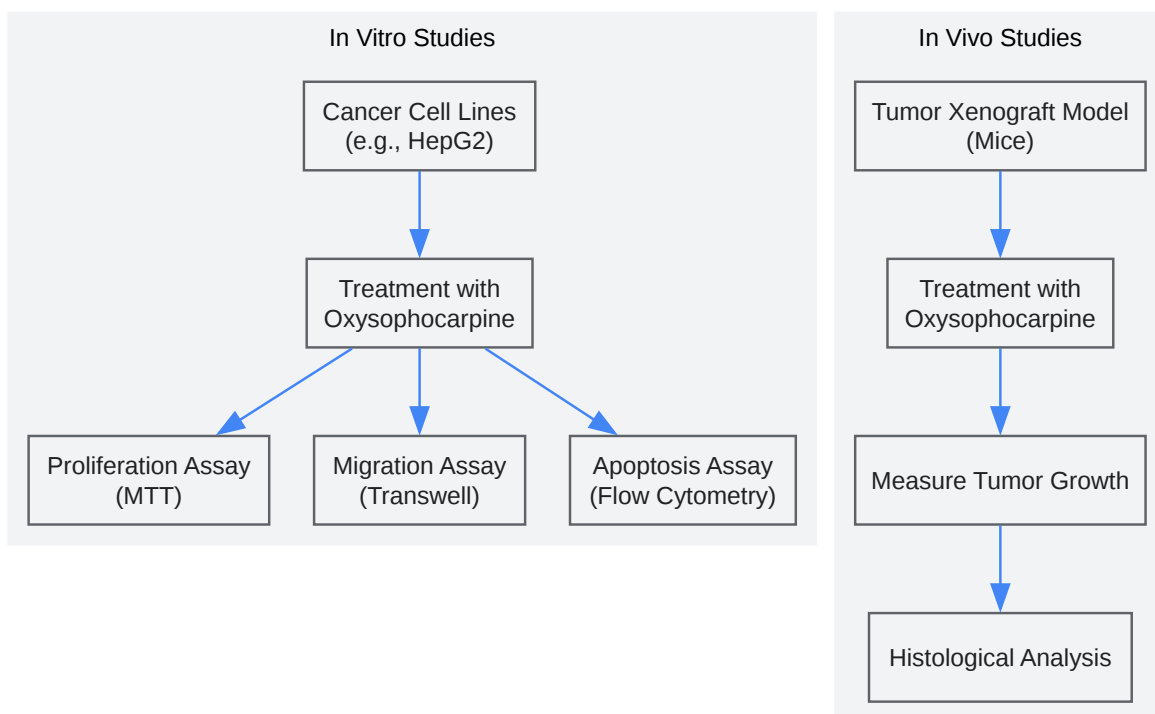 In Vitro Studies
Cancer Cell Lines
(e.g., HepG2)
Treatment with
Oxysophocarpine
Proliferation Assay
(MTT)
Migration Assay
(Transwell)
Apoptosis Assay
(Flow Cytometry)
In Vivo Studies
Tumor Xenograft Model
(Mice)
Treatment with
Oxysophocarpine
Measure Tumor Growth
Histological Analysis